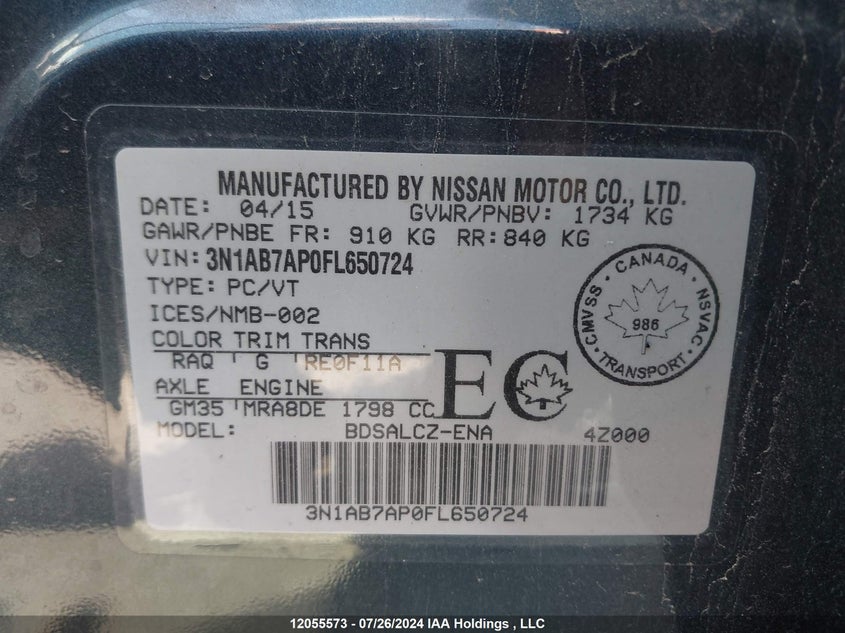 MANUFACTURED BY NISSAN MOTOR CO., LTD.
DATE: 04/15 GVWR/PNBV: 1734 KG
GAWR/PNBE FR: 910 KG RR: 840 KG
VIN: 3N1AB7AP0FL650724
TYPE: PC/VT
ICES/NMB-002
CANADA
CMVSS NSVAC
986
TRANSPORT
COLOR TRIM TRANS
RAQ G RE0F11A
AXLE ENGINE
GM35 MRA8DE 1798 CC
EC
MODEL: BDSALCZ-ENA 4Z000
3N1AB7AP0FL650724
12055573 - 07/26/2024 IAA Holdings , LLC